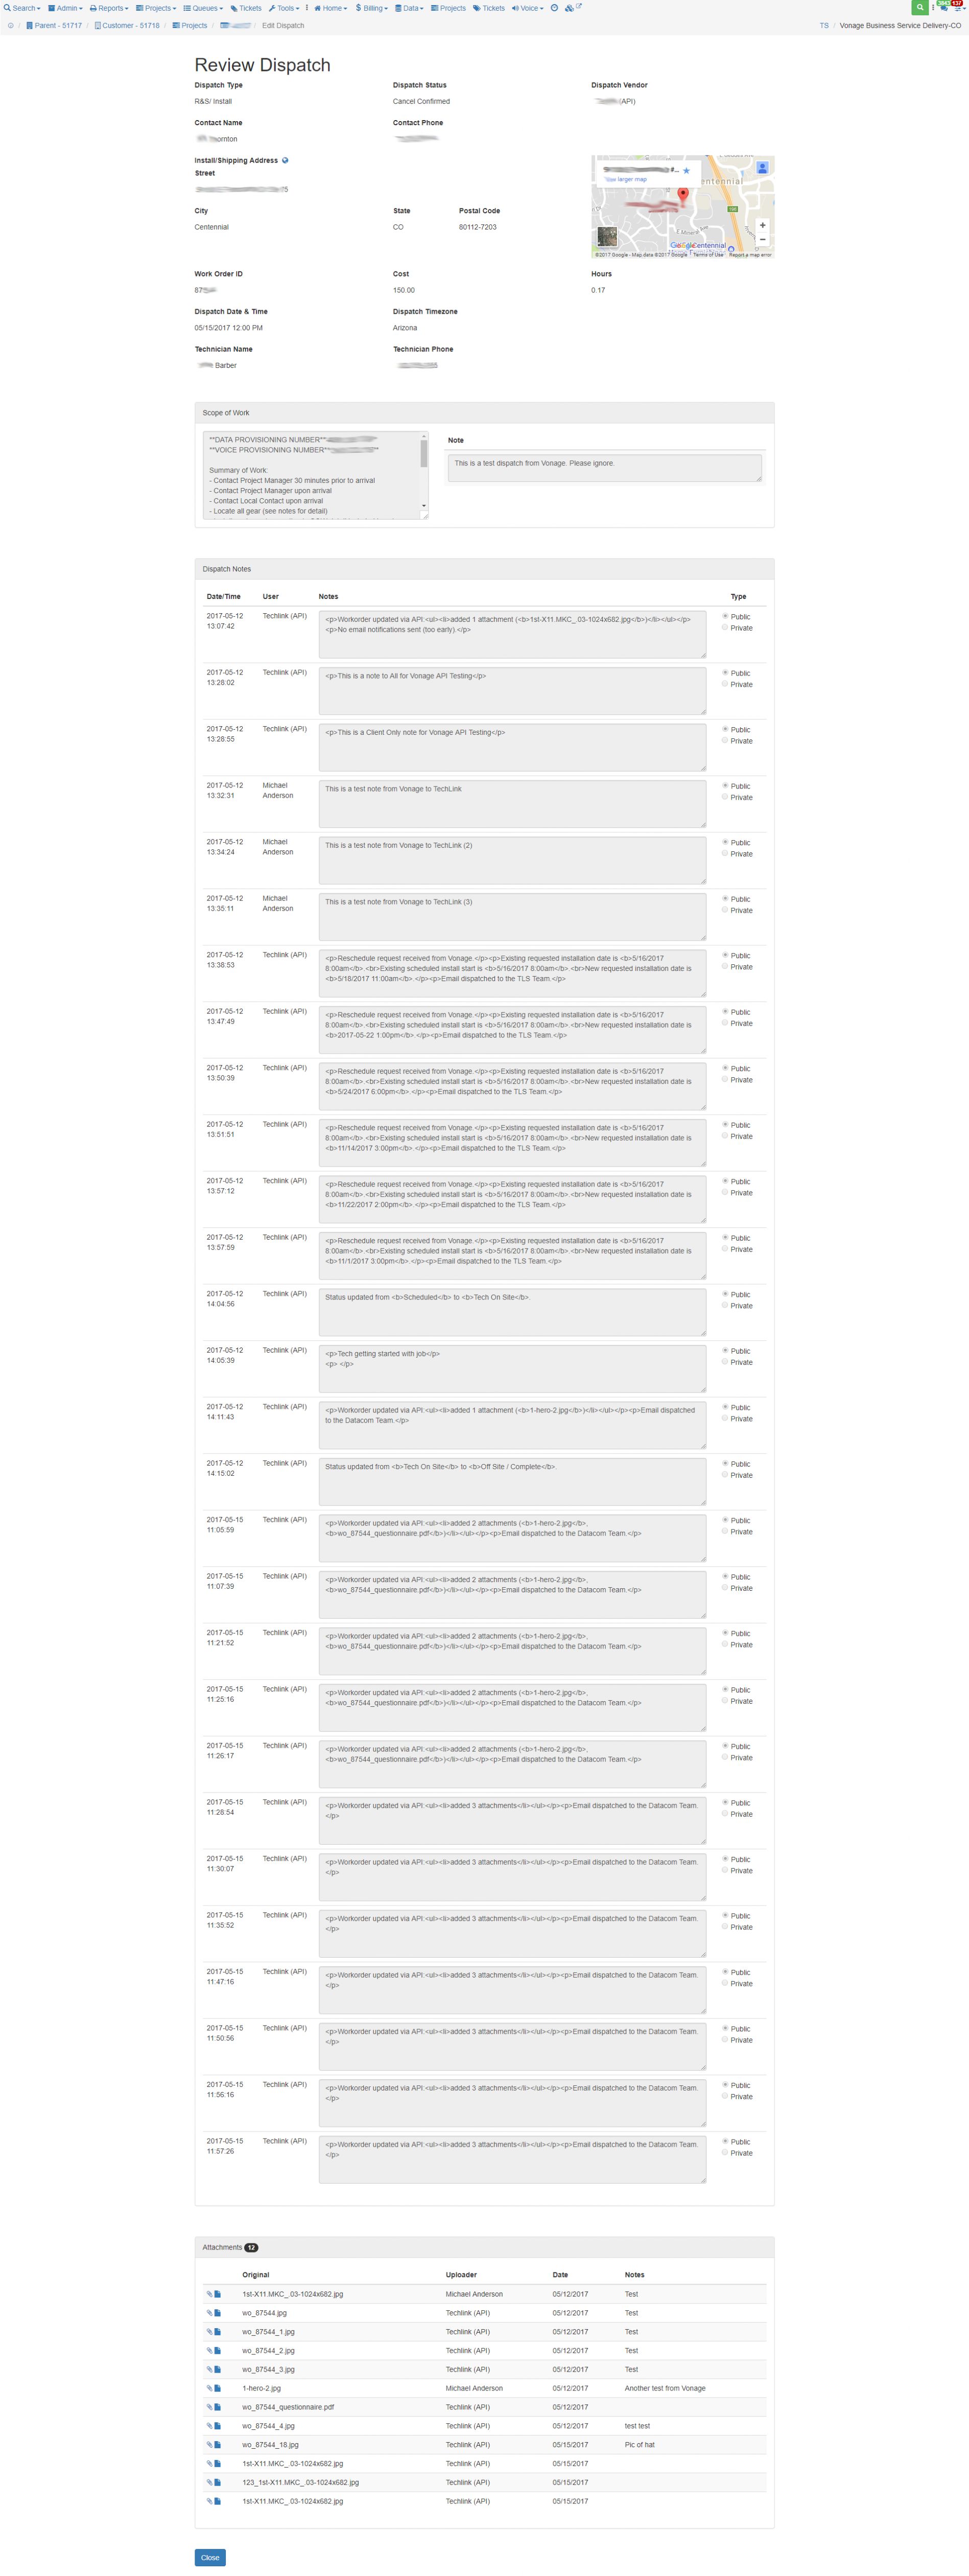 Search Admin Reports Projects Queues Tickets Tools Home Billing Data Projects Tickets Voice 3843 137
Parent - 51717 / Customer - 51718 / Projects / / Edit Dispatch TS / Vonage Business Service Delivery-CO
Review Dispatch
Dispatch Type Dispatch Status Dispatch Vendor
R&S/ Install Cancel Confirmed (API)
Contact Name Contact Phone
ornton
Install/Shipping Address
Street
View larger map
City State Postal Code
Centennial CO 80112-7203
Google Centennial
©2017 Google - Map data ©2017 Google Terms of Use Report a map error
Work Order ID Cost Hours
87 150.00 0.17
Dispatch Date & Time Dispatch Timezone
05/15/2017 12:00 PM Arizona
Technician Name Technician Phone
Barber
Scope of Work
**DATA PROVISIONING NUMBER**
**VOICE PROVISIONING NUMBER** **
Summary of Work:
- Contact Project Manager 30 minutes prior to arrival
- Contact Project Manager upon arrival
- Contact Local Contact upon arrival
- Locate all gear (see notes for detail)
Note
This is a test dispatch from Vonage. Please ignore.
Dispatch Notes
Date/Time User Notes Type
2017-05-12 13:07:42 Techlink (API) <p>Workorder updated via API:<ul><li>added 1 attachment (<b>1st-X11.MKC_.03-1024x682.jpg</b>)</li></ul></p>
<p>No email notifications sent (too early).</p> Public Private
2017-05-12 13:28:02 Techlink (API) <p>This is a note to All for Vonage API Testing</p> Public Private
2017-05-12 13:28:55 Techlink (API) <p>This is a Client Only note for Vonage API Testing</p> Public Private
2017-05-12 13:32:31 Michael Anderson This is a test note from Vonage to TechLink Public Private
2017-05-12 13:34:24 Michael Anderson This is a test note from Vonage to TechLink (2) Public Private
2017-05-12 13:35:11 Michael Anderson This is a test note from Vonage to TechLink (3) Public Private
2017-05-12 13:38:53 Techlink (API) <p>Reschedule request received from Vonage.</p><p>Existing requested installation date is <b>5/16/2017
8:00am</b>.<br>Existing scheduled install start is <b>5/16/2017 8:00am</b>.<br>New requested installation date is
<b>5/18/2017 11:00am</b>.</p><p>Email dispatched to the TLS Team.</p> Public Private
2017-05-12 13:47:49 Techlink (API) <p>Reschedule request received from Vonage.</p><p>Existing requested installation date is <b>5/16/2017
8:00am</b>.<br>Existing scheduled install start is <b>5/16/2017 8:00am</b>.<br>New requested installation date is
<b>2017-05-22 1:00pm</b>.</p><p>Email dispatched to the TLS Team.</p> Public Private
2017-05-12 13:50:39 Techlink (API) <p>Reschedule request received from Vonage.</p><p>Existing requested installation date is <b>5/16/2017
8:00am</b>.<br>Existing scheduled install start is <b>5/16/2017 8:00am</b>.<br>New requested installation date is
<b>5/24/2017 6:00pm</b>.</p><p>Email dispatched to the TLS Team.</p> Public Private
2017-05-12 13:51:51 Techlink (API) <p>Reschedule request received from Vonage.</p><p>Existing requested installation date is <b>5/16/2017
8:00am</b>.<br>Existing scheduled install start is <b>5/16/2017 8:00am</b>.<br>New requested installation date is
<b>11/14/2017 3:00pm</b>.</p><p>Email dispatched to the TLS Team.</p> Public Private
2017-05-12 13:57:12 Techlink (API) <p>Reschedule request received from Vonage.</p><p>Existing requested installation date is <b>5/16/2017
8:00am</b>.<br>Existing scheduled install start is <b>5/16/2017 8:00am</b>.<br>New requested installation date is
<b>11/22/2017 2:00pm</b>.</p><p>Email dispatched to the TLS Team.</p> Public Private
2017-05-12 13:57:59 Techlink (API) <p>Reschedule request received from Vonage.</p><p>Existing requested installation date is <b>5/16/2017
8:00am</b>.<br>Existing scheduled install start is <b>5/16/2017 8:00am</b>.<br>New requested installation date is
<b>11/1/2017 3:00pm</b>.</p><p>Email dispatched to the TLS Team.</p> Public Private
2017-05-12 14:04:56 Techlink (API) Status updated from <b>Scheduled</b> to <b>Tech On Site</b>. Public Private
2017-05-12 14:05:39 Techlink (API) <p>Tech getting started with job</p>
<p> </p> Public Private
2017-05-12 14:11:43 Techlink (API) <p>Workorder updated via API:<ul><li>added 1 attachment (<b>1-hero-2.jpg</b>)</li></ul></p><p>Email dispatched
to the Datacom Team.</p> Public Private
2017-05-12 14:15:02 Techlink (API) Status updated from <b>Tech On Site</b> to <b>Off Site / Complete</b>. Public Private
2017-05-15 11:05:59 Techlink (API) <p>Workorder updated via API:<ul><li>added 2 attachments (<b>1-hero-2.jpg</b>,
<b>wo_87544_questionnaire.pdf</b>)</li></ul></p><p>Email dispatched to the Datacom Team.</p> Public Private
2017-05-15 11:07:39 Techlink (API) <p>Workorder updated via API:<ul><li>added 2 attachments (<b>1-hero-2.jpg</b>,
<b>wo_87544_questionnaire.pdf</b>)</li></ul></p><p>Email dispatched to the Datacom Team.</p> Public Private
2017-05-15 11:21:52 Techlink (API) <p>Workorder updated via API:<ul><li>added 2 attachments (<b>1-hero-2.jpg</b>,
<b>wo_87544_questionnaire.pdf</b>)</li></ul></p><p>Email dispatched to the Datacom Team.</p> Public Private
2017-05-15 11:25:16 Techlink (API) <p>Workorder updated via API:<ul><li>added 2 attachments (<b>1-hero-2.jpg</b>,
<b>wo_87544_questionnaire.pdf</b>)</li></ul></p><p>Email dispatched to the Datacom Team.</p> Public Private
2017-05-15 11:26:17 Techlink (API) <p>Workorder updated via API:<ul><li>added 2 attachments (<b>1-hero-2.jpg</b>,
<b>wo_87544_questionnaire.pdf</b>)</li></ul></p><p>Email dispatched to the Datacom Team.</p> Public Private
2017-05-15 11:28:54 Techlink (API) <p>Workorder updated via API:<ul><li>added 3 attachments</li></ul></p><p>Email dispatched to the Datacom Team.
</p> Public Private
2017-05-15 11:30:07 Techlink (API) <p>Workorder updated via API:<ul><li>added 3 attachments</li></ul></p><p>Email dispatched to the Datacom Team.
</p> Public Private
2017-05-15 11:35:52 Techlink (API) <p>Workorder updated via API:<ul><li>added 3 attachments</li></ul></p><p>Email dispatched to the Datacom Team.
</p> Public Private
2017-05-15 11:47:16 Techlink (API) <p>Workorder updated via API:<ul><li>added 3 attachments</li></ul></p><p>Email dispatched to the Datacom Team.
</p> Public Private
2017-05-15 11:50:56 Techlink (API) <p>Workorder updated via API:<ul><li>added 3 attachments</li></ul></p><p>Email dispatched to the Datacom Team.
</p> Public Private
2017-05-15 11:56:16 Techlink (API) <p>Workorder updated via API:<ul><li>added 3 attachments</li></ul></p><p>Email dispatched to the Datacom Team.
</p> Public Private
2017-05-15 11:57:26 Techlink (API) <p>Workorder updated via API:<ul><li>added 3 attachments</li></ul></p><p>Email dispatched to the Datacom Team.
</p> Public Private
Attachments 12
Original Uploader Date Notes
1st-X11.MKC_.03-1024x682.jpg Michael Anderson 05/12/2017 Test
wo_87544.jpg Techlink (API) 05/12/2017 Test
wo_87544_1.jpg Techlink (API) 05/12/2017 Test
wo_87544_2.jpg Techlink (API) 05/12/2017 Test
wo_87544_3.jpg Techlink (API) 05/12/2017 Test
1-hero-2.jpg Michael Anderson 05/12/2017 Another test from Vonage
wo_87544_questionnaire.pdf Techlink (API) 05/12/2017
wo_87544_4.jpg Techlink (API) 05/12/2017 test test
wo_87544_18.jpg Techlink (API) 05/15/2017 Pic of hat
1st-X11.MKC_.03-1024x682.jpg Techlink (API) 05/15/2017
123_1st-X11.MKC_.03-1024x682.jpg Techlink (API) 05/15/2017
1st-X11.MKC_.03-1024x682.jpg Techlink (API) 05/15/2017
Close